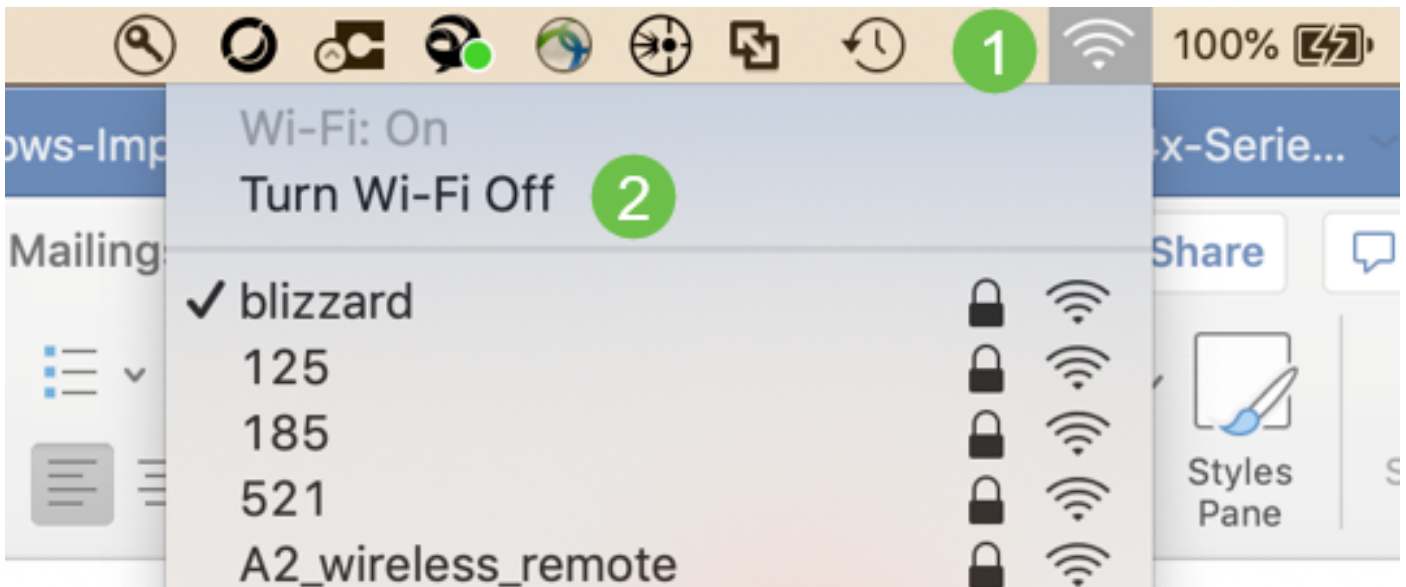 1 100%
ows-Imp Wi-Fi: On x-Serie...
Turn Wi-Fi Off 2
Mailing Share
blizzard
125
185
521
Styles
Pane
A2_wireless_remote